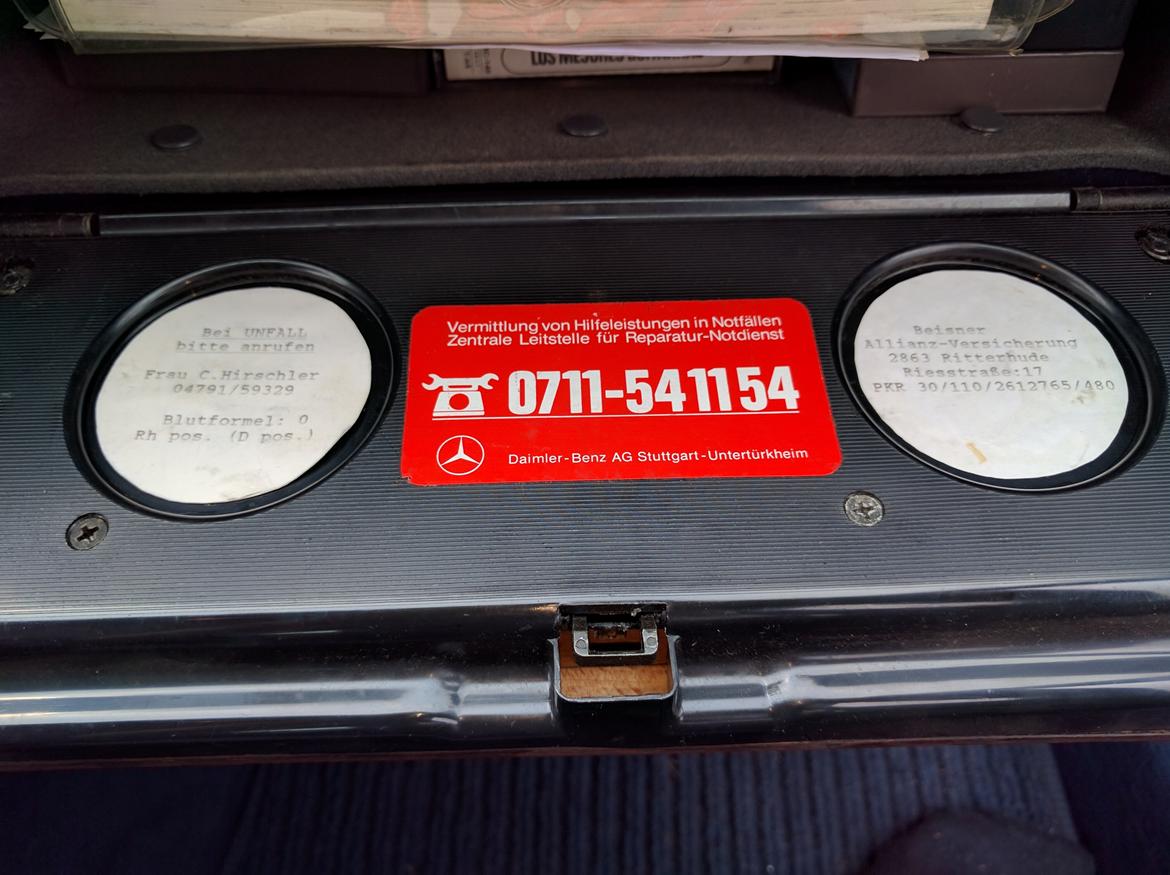 LOS MEJORES
Bei UNFALL
bitte anrufen
Frau C.Hirschler
04791/59329
Blutformel: O
Rh pos. (D pos.)
Vermittlung von Hilfeleistungen in Notfällen
Zentrale Leitstelle für Reparatur-Notdienst
0711-541154
Daimler-Benz AG Stuttgart-Untertürkheim
Beisner
Allianz-Versicherung
2863 Ritterhude
Riesstraße:17
PKR 30/110/2612765/480